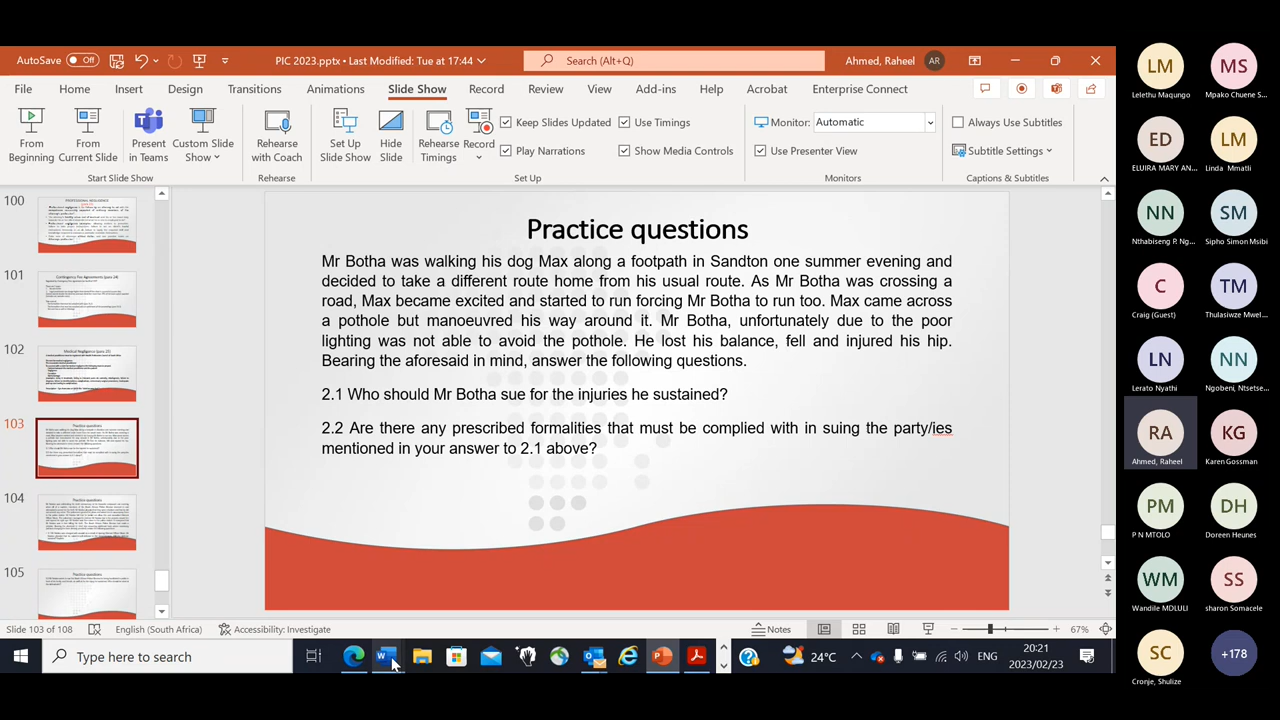 AutoSave Off
PIC 2023.pptx • Last Modified: Tue at 17:44
Search (Alt+Q)
Ahmed, Raheel AR
File Home Insert Design Transitions Animations Slide Show Record Review View Add-ins Help Acrobat Enterprise Connect
From Beginning
From Current Slide
Present in Teams
Custom Slide Show
Start Slide Show
Rehearse with Coach
Rehearse
Set Up Slide Show
Hide Slide
Rehearse Timings
Record
Keep Slides Updated
Use Timings
Play Narrations
Show Media Controls
Set Up
Monitor: Automatic
Use Presenter View
Monitors
Always Use Subtitles
Subtitle Settings
Captions & Subtitles
100
101
102
103
104
105
Practice questions
Mr Botha was walking his dog Max along a footpath in Sandton one summer evening and
decided to take a different route home from his usual route. As Mr Botha was crossing a
road, Max became excited and started to run forcing Mr Botha to run too. Max came across
a pothole but manoeuvred his way around it. Mr Botha, unfortunately due to the poor
lighting was not able to avoid the pothole. He lost his balance, fell and injured his hip.
Bearing the aforesaid in mind answer the following questions.
2.1 Who should Mr Botha sue for the injuries he sustained?
2.2 Are there any prescribed formalities that must be complied with in suing the party/ies
mentioned in your answer to 2.1 above?
Slide 103 of 108
English (South Africa)
Accessibility: Investigate
Notes
67%
Type here to search
24°C
ENG
20:21
2023/02/23
LM
Lelethu Maqungo
MS
Mpako Chuene S...
ED
ELUIRA MARY AN...
LM
Linda Mmatli
NN
Nthabiseng P. Ng...
SM
Sipho Simon Msibi
C
Craig (Guest)
TM
Thulasizwe Mwel...
LN
Lerato Nyathi
NN
Ngobeni, Ntsetse...
RA
Ahmed, Raheel
KG
Karen Gossman
PM
P N MTOLO
DH
Doreen Heunes
WM
Wandile MDLULI
SS
sharon Somacele
SC
Cronje, Shulize
+178